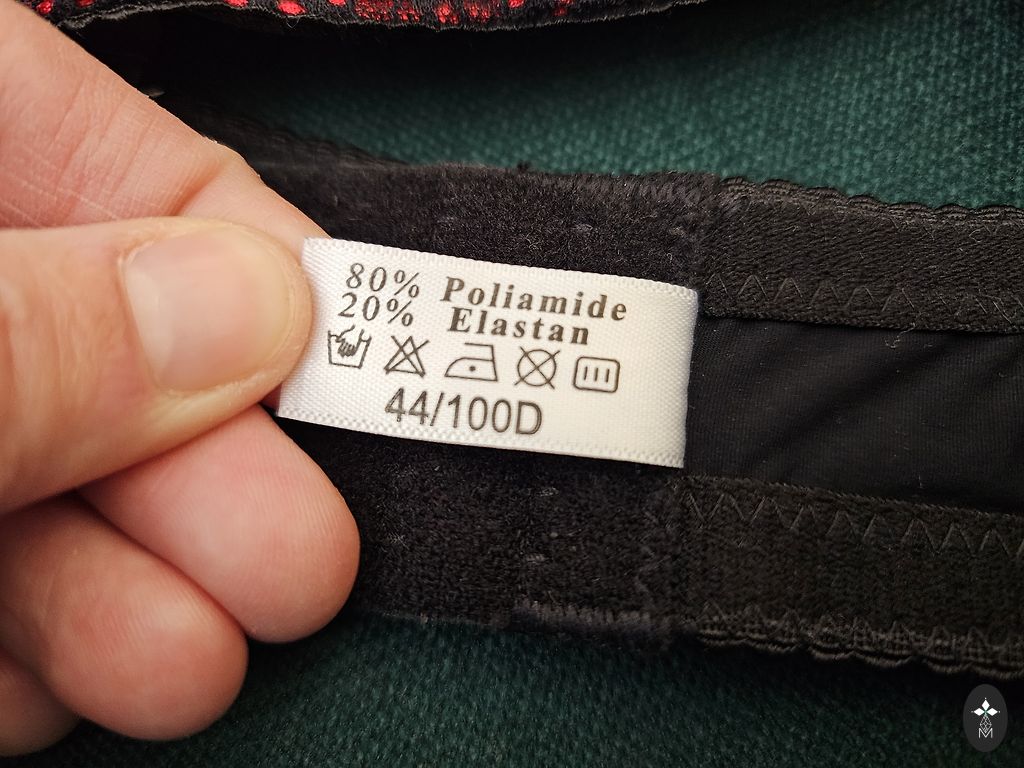 80% Poliamide
20% Elastan
44/100D
M